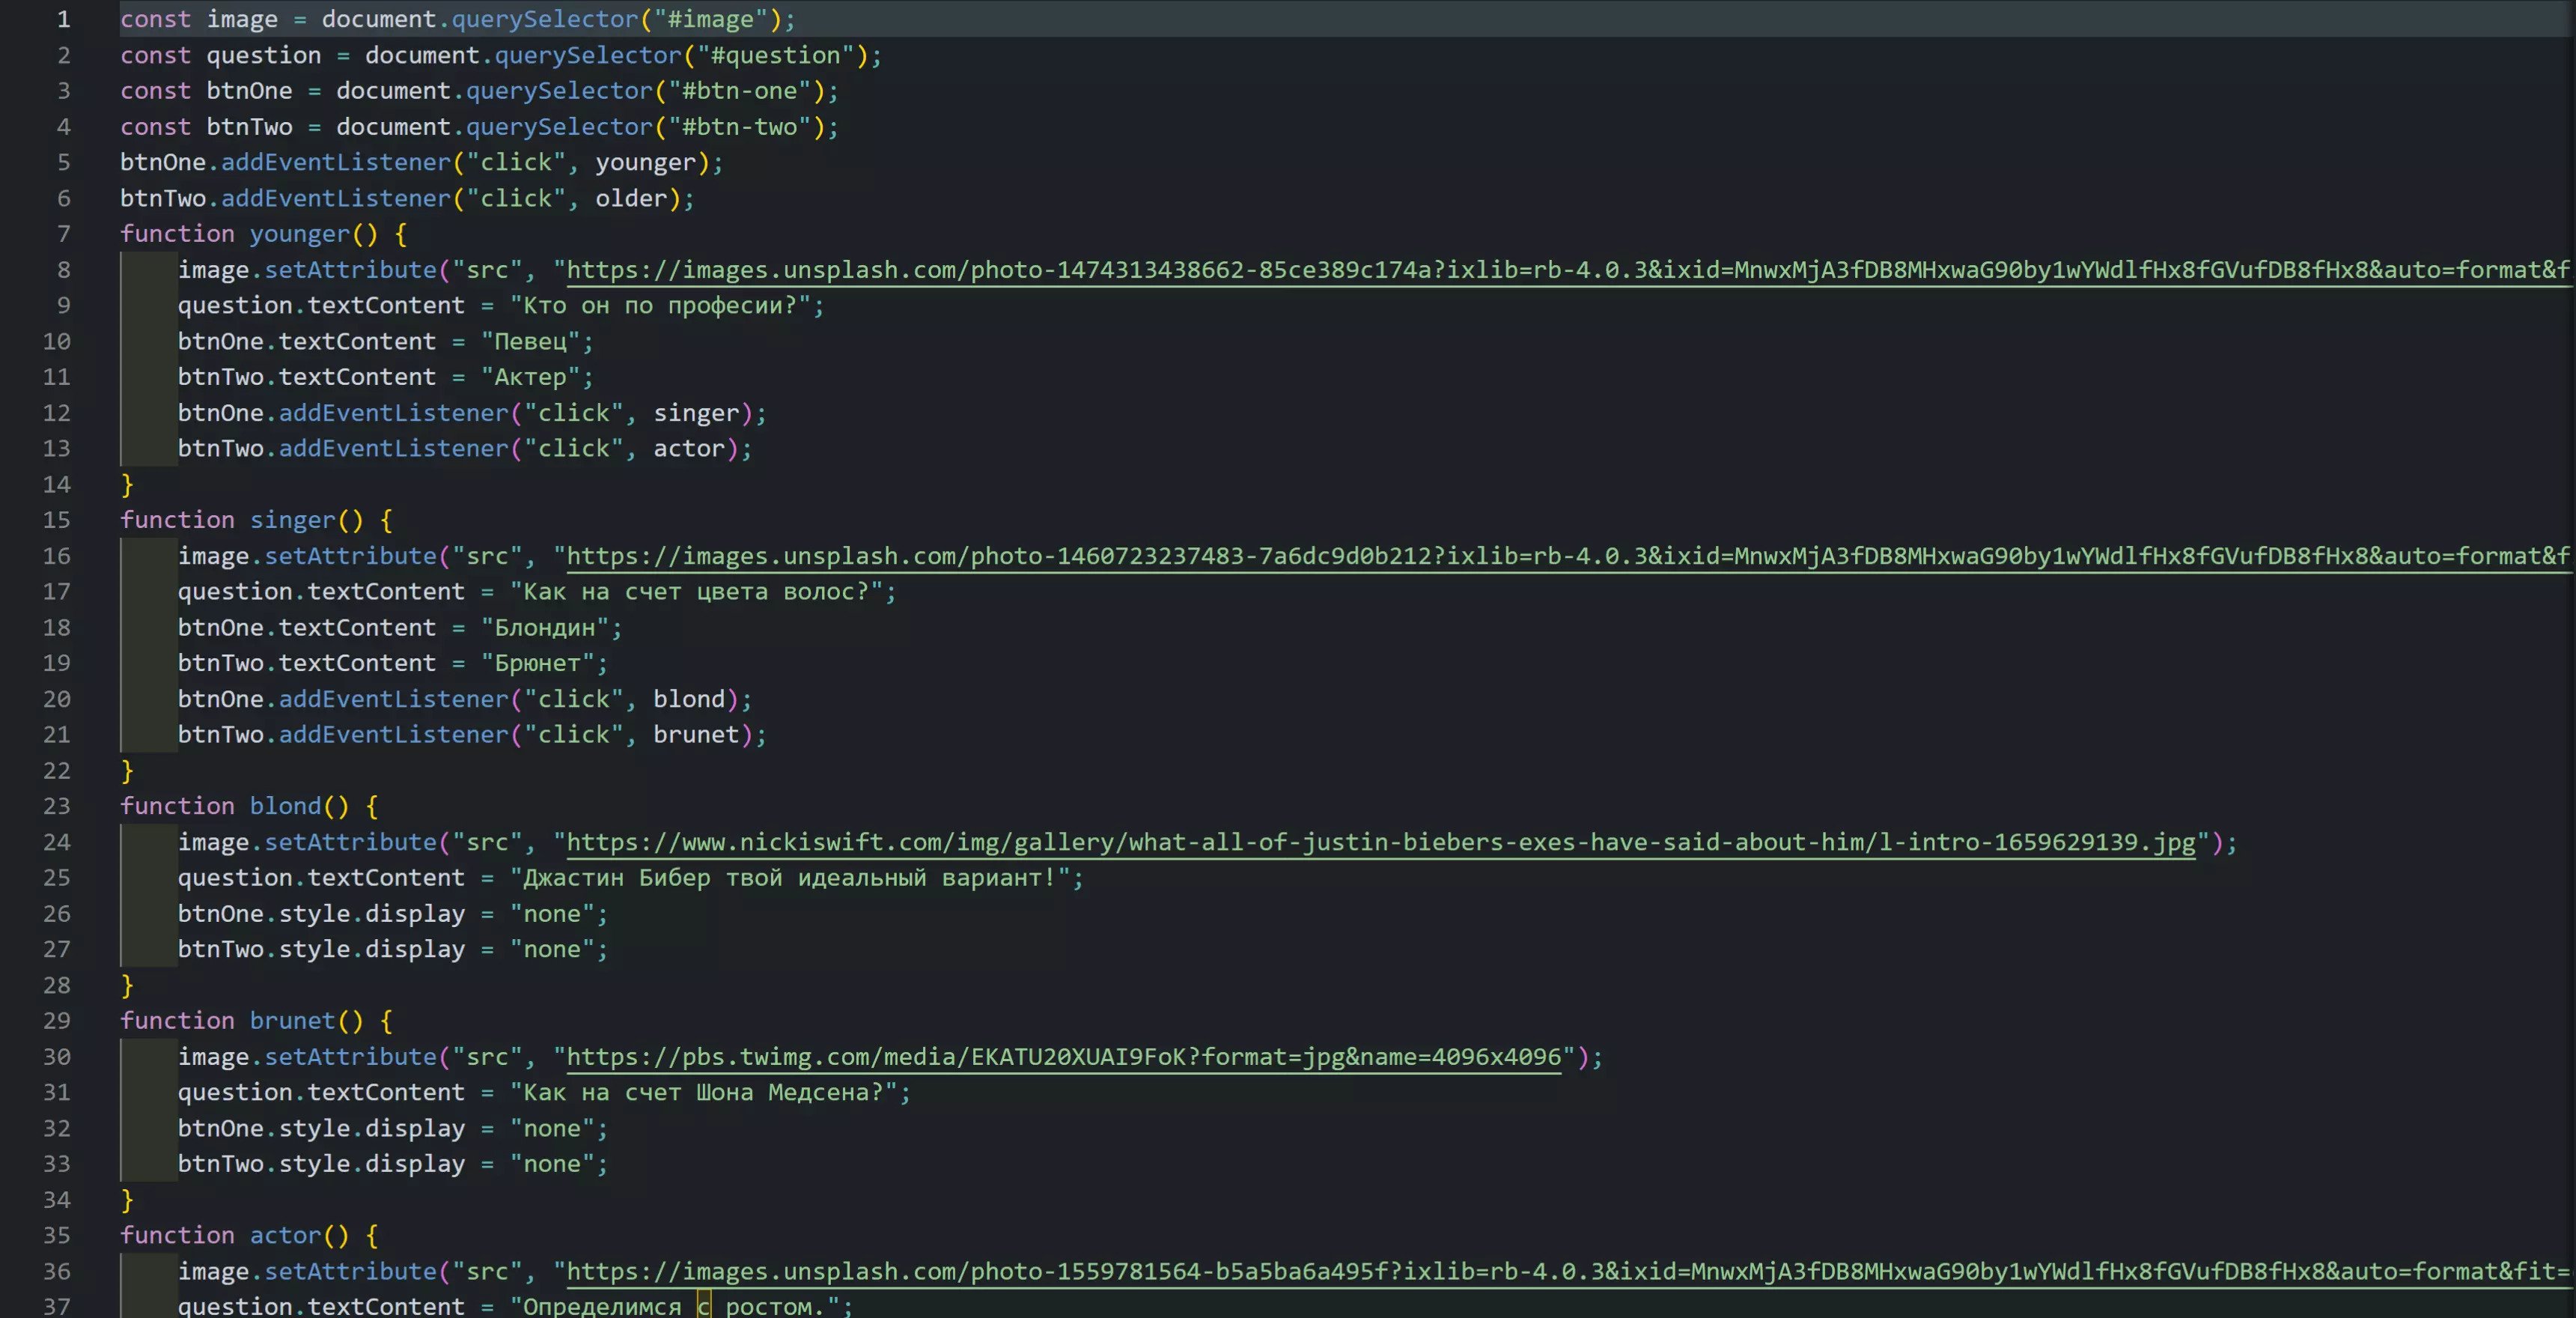 1 const image = document.querySelector("#image");
2 const question = document.querySelector("#question");
3 const btnOne = document.querySelector("#btn-one");
4 const btnTwo = document.querySelector("#btn-two");
5 btnOne.addEventListener("click", younger);
6 btnTwo.addEventListener("click", older);
7 function younger() {
8 image.setAttribute("src", "https://images.unsplash.com/photo-1474313438662-85ce389c174a?ixlib=rb-4.0.3&ixid=MnwxMjA3fDB8MHxwaG90by1wYWdlfHx8fGVufDB8fHx8&auto=format&f
9 question.textContent = "Кто он по професии?";
10 btnOne.textContent = "Певец";
11 btnTwo.textContent = "Актер";
12 btnOne.addEventListener("click", singer);
13 btnTwo.addEventListener("click", actor);
14 }
15 function singer() {
16 image.setAttribute("src", "https://images.unsplash.com/photo-1460723237483-7a6dc9d0b212?ixlib=rb-4.0.3&ixid=MnwxMjA3fDB8MHxwaG90by1wYWdlfHx8fGVufDB8fHx8&auto=format&f
17 question.textContent = "Как на счет цвета волос?";
18 btnOne.textContent = "Блондин";
19 btnTwo.textContent = "Брюнет";
20 btnOne.addEventListener("click", blond);
21 btnTwo.addEventListener("click", brunet);
22 }
23 function blond() {
24 image.setAttribute("src", "https://www.nickiswift.com/img/gallery/what-all-of-justin-biebers-exes-have-said-about-him/l-intro-1659629139.jpg");
25 question.textContent = "Джастин Бибер твой идеальный вариант!";
26 btnOne.style.display = "none";
27 btnTwo.style.display = "none";
28 }
29 function brunet() {
30 image.setAttribute("src", "https://pbs.twimg.com/media/EKATU20XUAI9FoK?format=jpg&name=4096x4096");
31 question.textContent = "Как на счет Шона Медсена?";
32 btnOne.style.display = "none";
33 btnTwo.style.display = "none";
34 }
35 function actor() {
36 image.setAttribute("src", "https://images.unsplash.com/photo-1559781564-b5a5ba6a495f?ixlib=rb-4.0.3&ixid=MnwxMjA3fDB8MHxwaG90by1wYWdlfHx8fGVufDB8fHx8&auto=format&fit=
37 question.textContent = "Определимся с ростом.";